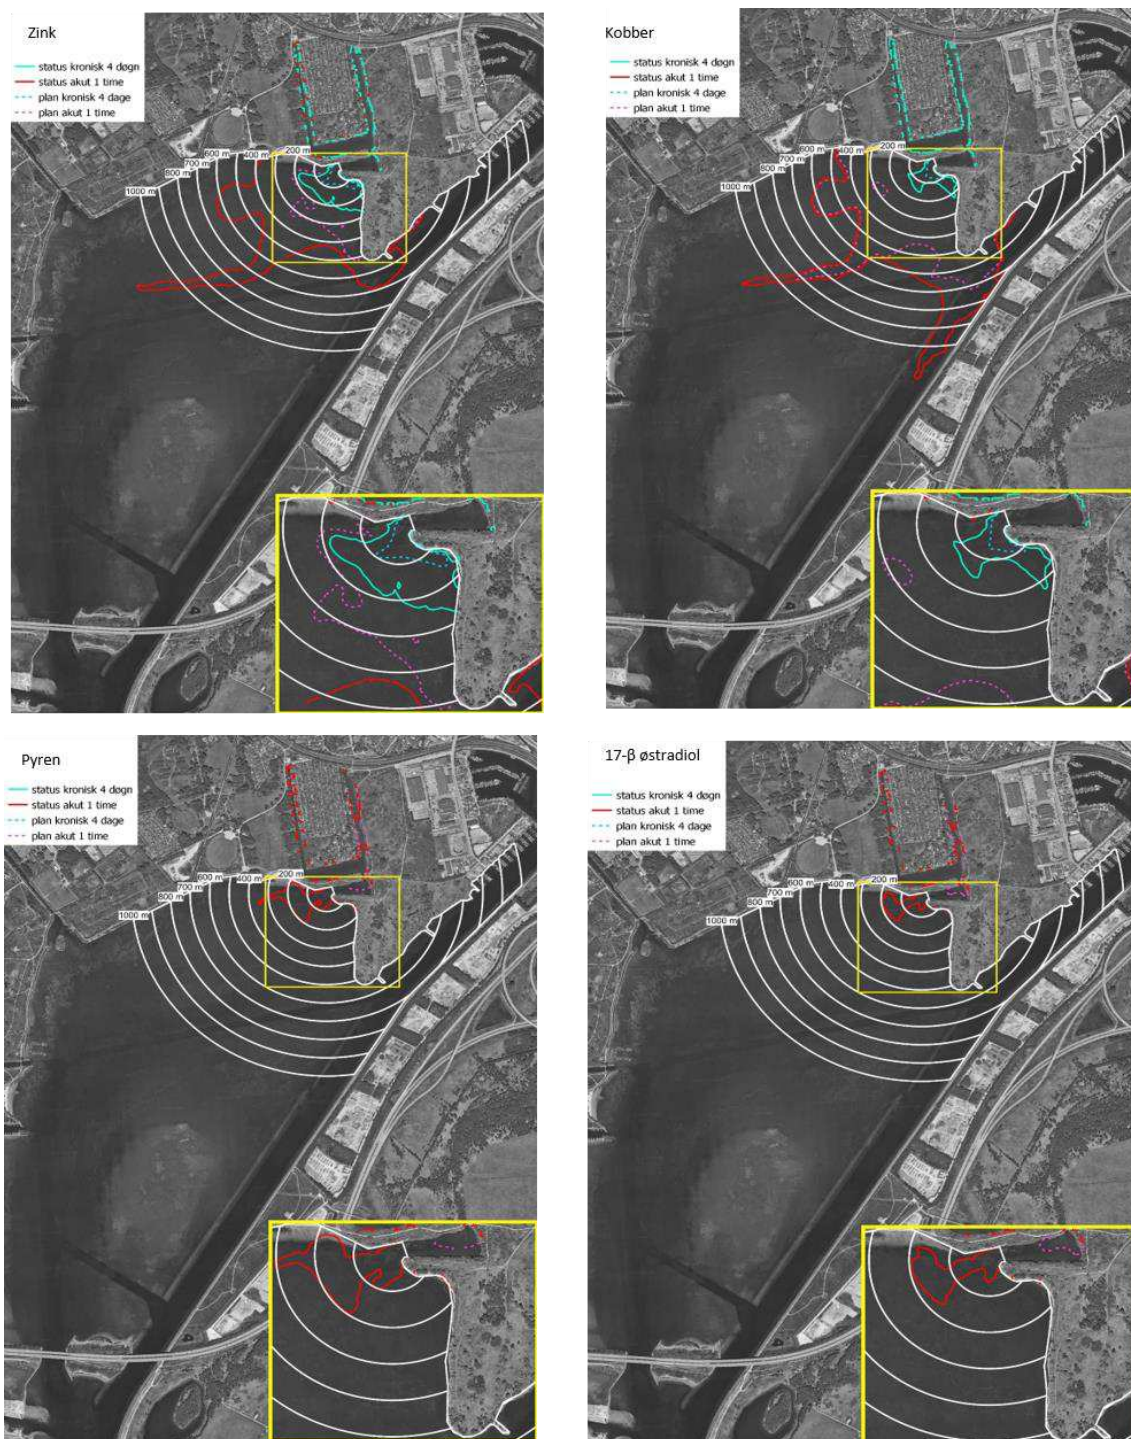 Zink
status kronisk 4 døgn
status akut 1 time
plan kronisk 4 dage
plan akut 1 time
200 m
400 m
600 m
700 m
800 m
1000 m
Kobber
status kronisk 4 døgn
status akut 1 time
plan kronisk 4 dage
plan akut 1 time
200 m
400 m
600 m
700 m
800 m
1000 m
Pyren
status kronisk 4 døgn
status akut 1 time
plan kronisk 4 dage
plan akut 1 time
200 m
400 m
600 m
700 m
800 m
1000 m
17-β østradiol
status kronisk 4 døgn
status akut 1 time
plan kronisk 4 dage
plan akut 1 time
200 m
400 m
600 m
700 m
800 m
1000 m